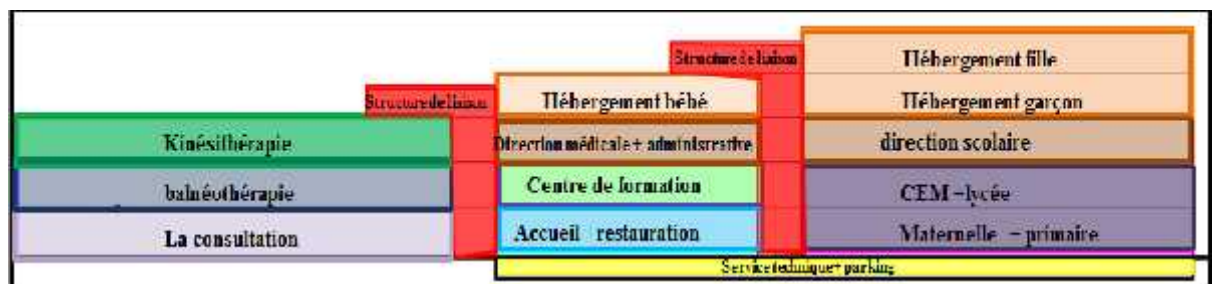 Structure de liaison
Hébergement fille
Structure de liaison
Hébergement bébé
Hébergement garçon
Kinésithérapie
Direction médicale + administrative
direction scolaire
balnéothérapie
Centre de formation
CEM –lycée
La consultation
Accueil restauration
Maternelle – primaire
Service technique+ parking